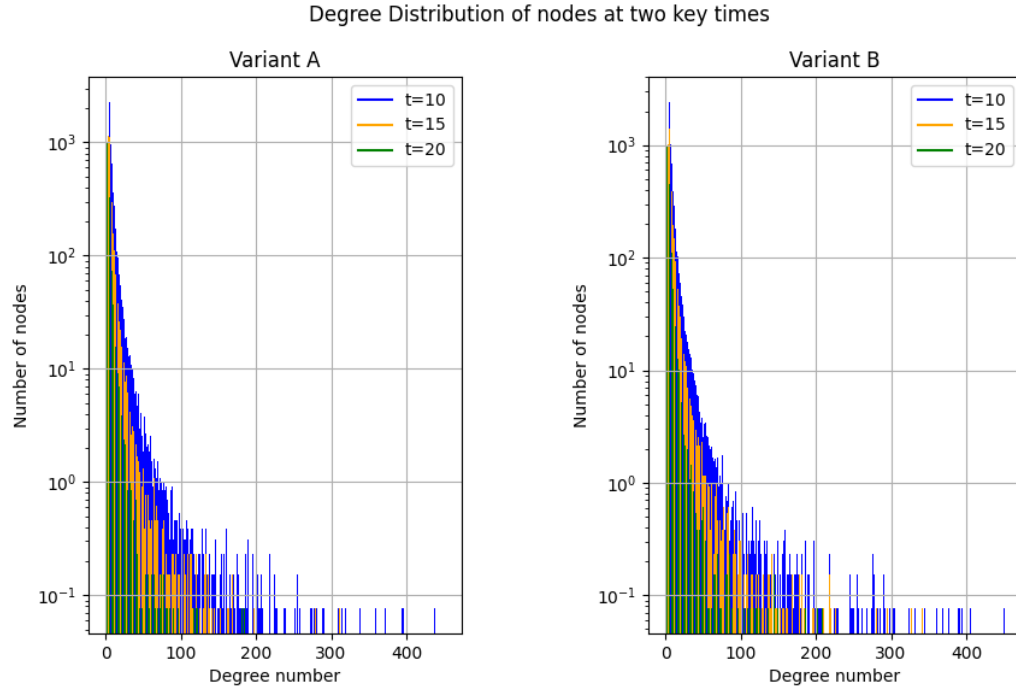 Degree Distribution of nodes at two key times
Variant A
t=10
t=15
t=20
Number of nodes
10³
10²
10¹
10⁰
10⁻¹
0 100 200 300 400
Degree number
Variant B
t=10
t=15
t=20
Number of nodes
10³
10²
10¹
10⁰
10⁻¹
0 100 200 300 400
Degree number